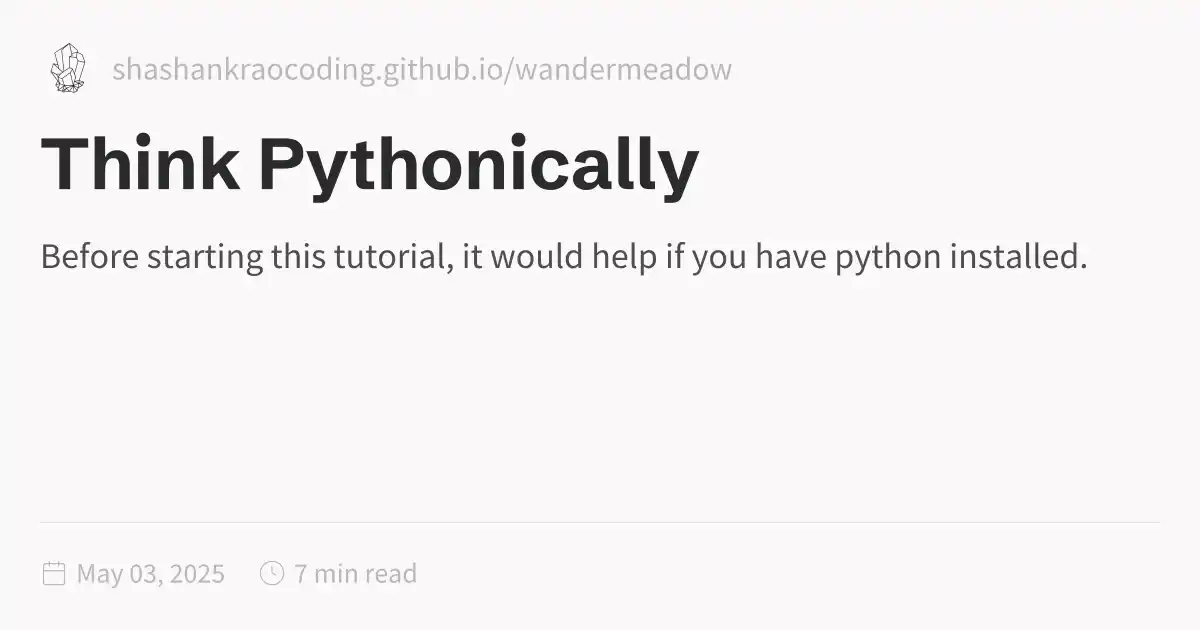 shashankraocoding.github.io/wandermeadow
Think Pythonically
Before starting this tutorial, it would help if you have python installed.
May 03, 2025 7 min read